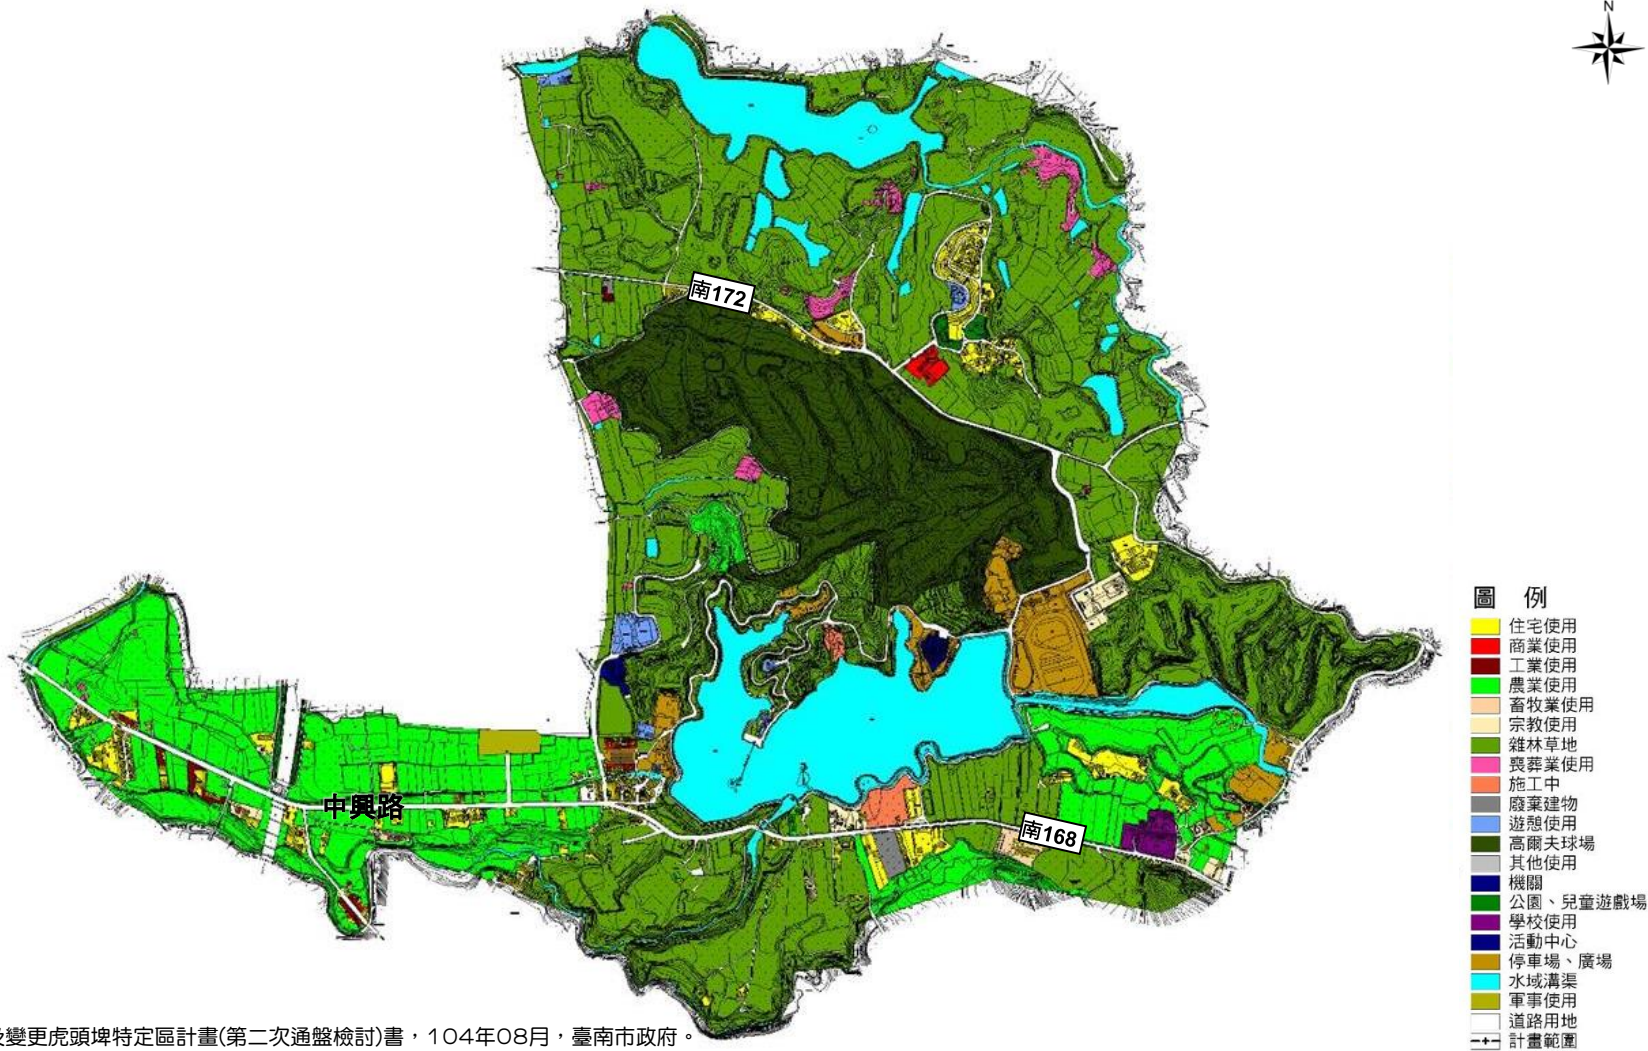 N
南172
中興路
南168
圖例
住宅使用
商業使用
工業使用
農業使用
畜牧業使用
宗教使用
雜林草地
喪葬業使用
施工中
廢棄建物
遊憩使用
高爾夫球場
其他使用
機關
公園、兒童遊戲場
學校使用
活動中心
停車場、廣場
水域溝渠
軍事使用
道路用地
計畫範圍
變更虎頭埤特定區計畫(第二次通盤檢討)書，104年08月，臺南市政府。